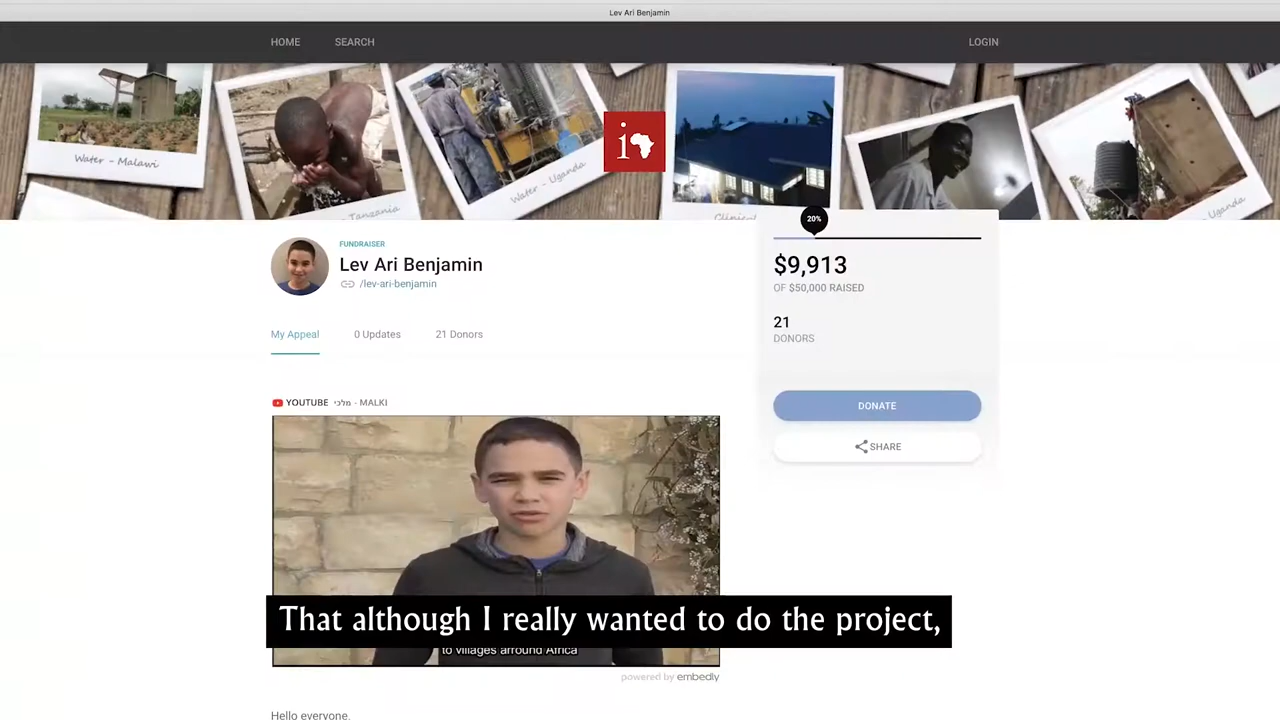 Lev Ari Benjamin
HOME
SEARCH
LOGIN
Water - Malawi
Tanzania
Water - Uganda
i
Uganda
20%
FUNDRAISER
Lev Ari Benjamin
/lev-ari-benjamin
$9,913
OF $50,000 RAISED
21
DONORS
My Appeal
0 Updates
21 Donors
DONATE
SHARE
YOUTUBE מלכי - MALKI
That although I really wanted to do the project,
to villages arround Africa
powered by embedly
Hello everyone,